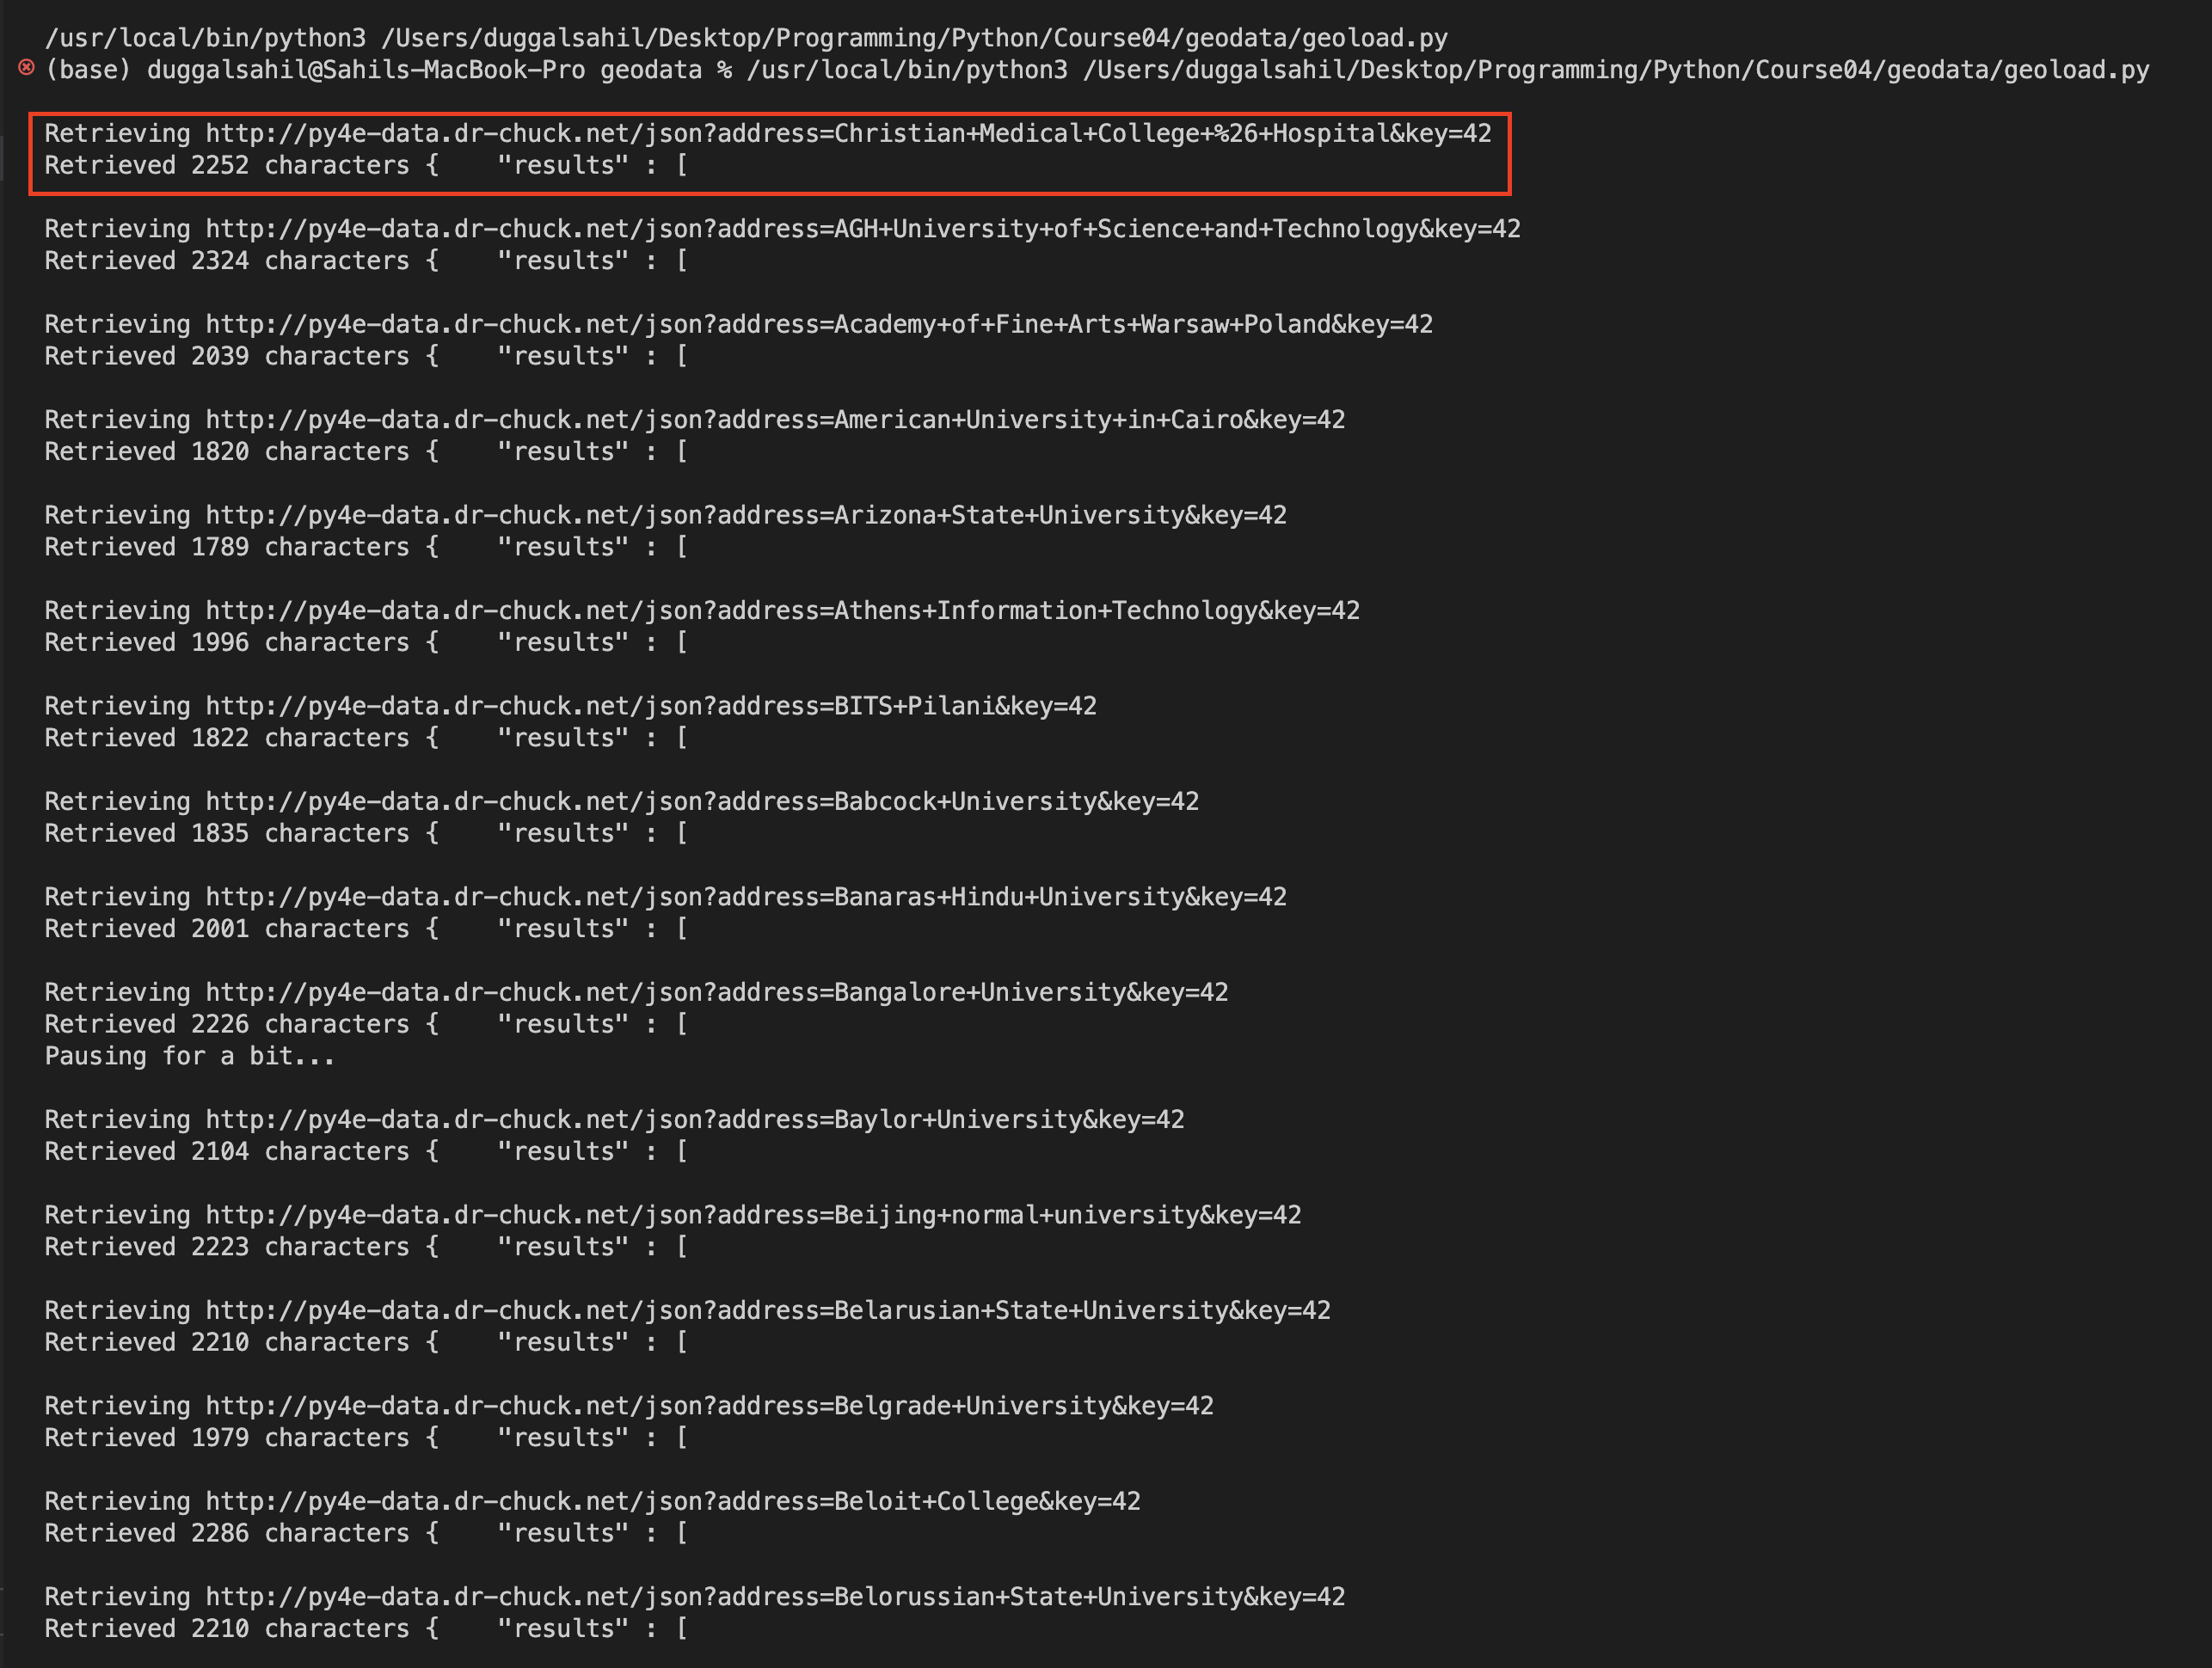 /usr/local/bin/python3 /Users/duggalsahil/Desktop/Programming/Python/Course04/geodata/geoload.py
(base) duggalsahil@Sahils-MacBook-Pro geodata % /usr/local/bin/python3 /Users/duggalsahil/Desktop/Programming/Python/Course04/geodata/geoload.py
Retrieving http://py4e-data.dr-chuck.net/json?address=Christian+Medical+College+%26+Hospital&key=42
Retrieved 2252 characters {    "results" : [
Retrieving http://py4e-data.dr-chuck.net/json?address=AGH+University+of+Science+and+Technology&key=42
Retrieved 2324 characters {    "results" : [
Retrieving http://py4e-data.dr-chuck.net/json?address=Academy+of+Fine+Arts+Warsaw+Poland&key=42
Retrieved 2039 characters {    "results" : [
Retrieving http://py4e-data.dr-chuck.net/json?address=American+University+in+Cairo&key=42
Retrieved 1820 characters {    "results" : [
Retrieving http://py4e-data.dr-chuck.net/json?address=Arizona+State+University&key=42
Retrieved 1789 characters {    "results" : [
Retrieving http://py4e-data.dr-chuck.net/json?address=Athens+Information+Technology&key=42
Retrieved 1996 characters {    "results" : [
Retrieving http://py4e-data.dr-chuck.net/json?address=BITS+Pilani&key=42
Retrieved 1822 characters {    "results" : [
Retrieving http://py4e-data.dr-chuck.net/json?address=Babcock+University&key=42
Retrieved 1835 characters {    "results" : [
Retrieving http://py4e-data.dr-chuck.net/json?address=Banaras+Hindu+University&key=42
Retrieved 2001 characters {    "results" : [
Retrieving http://py4e-data.dr-chuck.net/json?address=Bangalore+University&key=42
Retrieved 2226 characters {    "results" : [
Pausing for a bit...
Retrieving http://py4e-data.dr-chuck.net/json?address=Baylor+University&key=42
Retrieved 2104 characters {    "results" : [
Retrieving http://py4e-data.dr-chuck.net/json?address=Beijing+normal+university&key=42
Retrieved 2223 characters {    "results" : [
Retrieving http://py4e-data.dr-chuck.net/json?address=Belarusian+State+University&key=42
Retrieved 2210 characters {    "results" : [
Retrieving http://py4e-data.dr-chuck.net/json?address=Belgrade+University&key=42
Retrieved 1979 characters {    "results" : [
Retrieving http://py4e-data.dr-chuck.net/json?address=Beloit+College&key=42
Retrieved 2286 characters {    "results" : [
Retrieving http://py4e-data.dr-chuck.net/json?address=Belorussian+State+University&key=42
Retrieved 2210 characters {    "results" : [